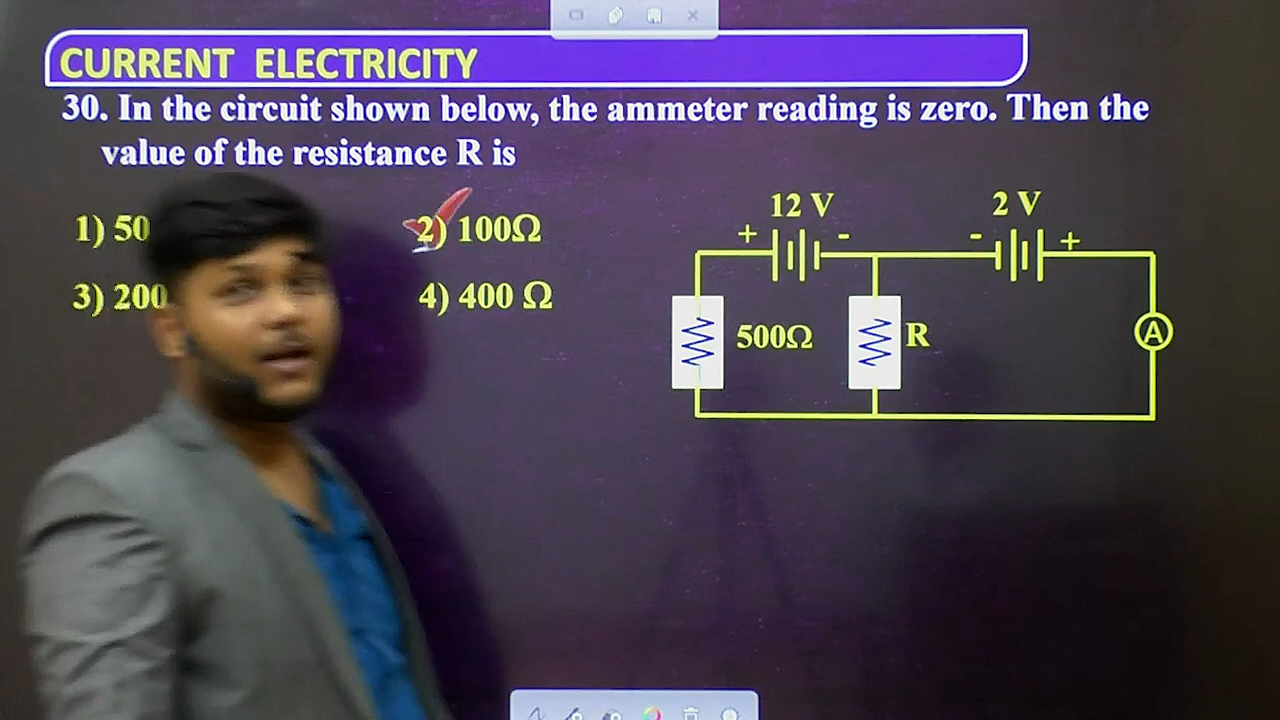 CURRENT ELECTRICITY
30. In the circuit shown below, the ammeter reading is zero. Then the
value of the resistance R is
1) 50
2) 100Ω
3) 200
4) 400 Ω
12 V
2 V
+
-
-
+
500Ω
R
A